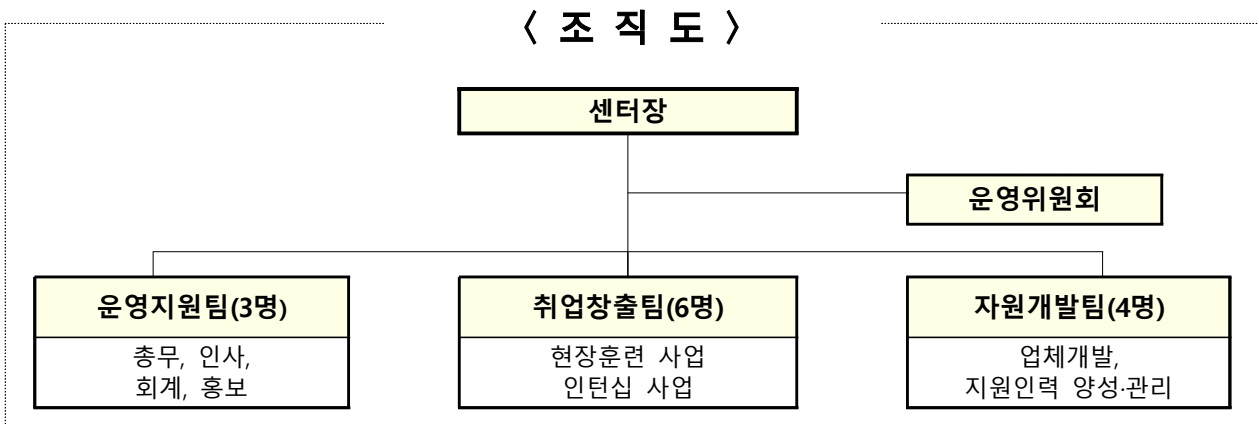 〈 조 직 도 〉
센터장
운영위원회
운영지원팀(3명)
총무, 인사,
회계, 홍보
취업창출팀(6명)
현장훈련 사업
인턴십 사업
자원개발팀(4명)
업체개발,
지원인력 양성·관리